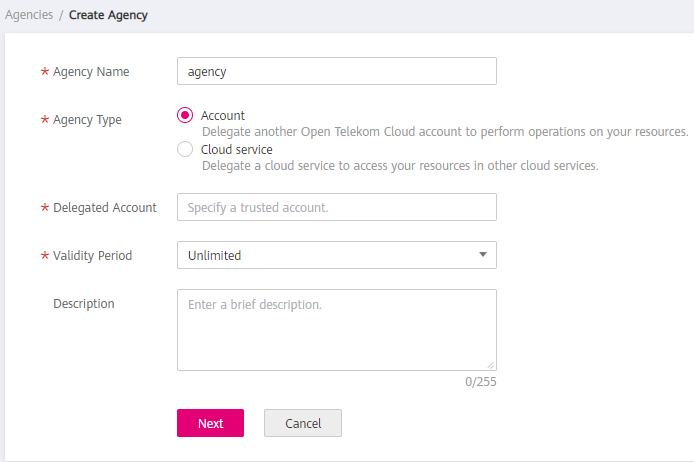 Agencies / Create Agency
* Agency Name agency
* Agency Type Account
Delegate another Open Telekom Cloud account to perform operations on your resources.
Cloud service
Delegate a cloud service to access your resources in other cloud services.
* Delegated Account Specify a trusted account.
* Validity Period Unlimited
Description Enter a brief description.
0/255
Next Cancel